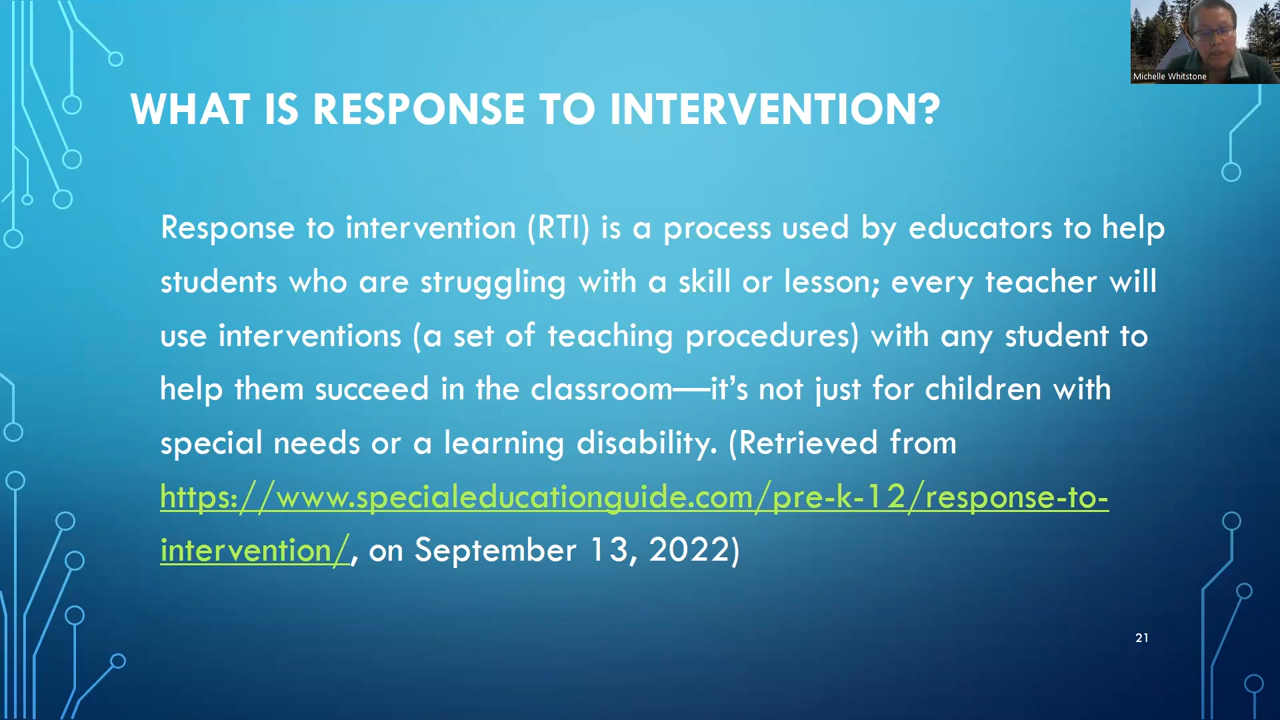 Michelle Whitstone
WHAT IS RESPONSE TO INTERVENTION?
Response to intervention (RTI) is a process used by educators to help
students who are struggling with a skill or lesson; every teacher will
use interventions (a set of teaching procedures) with any student to
help them succeed in the classroom—it’s not just for children with
special needs or a learning disability. (Retrieved from
https://www.specialeducationguide.com/pre-k-12/response-to-
intervention/, on September 13, 2022)
21